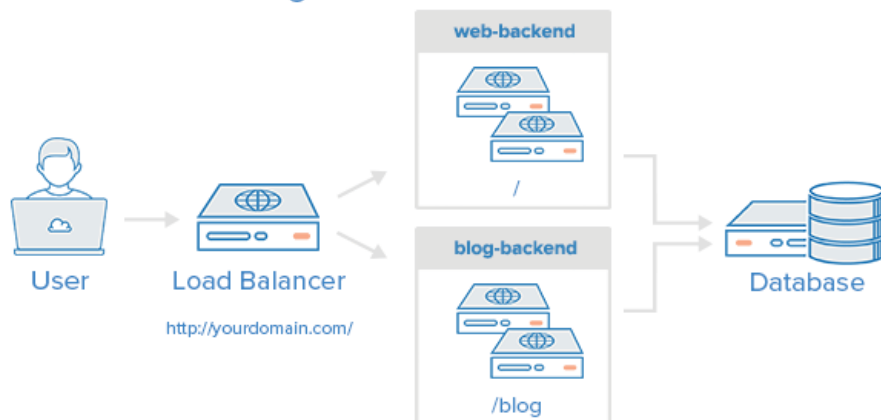 web-backend
/
User
Load Balancer
http://yourdomain.com/
blog-backend
/blog
Database